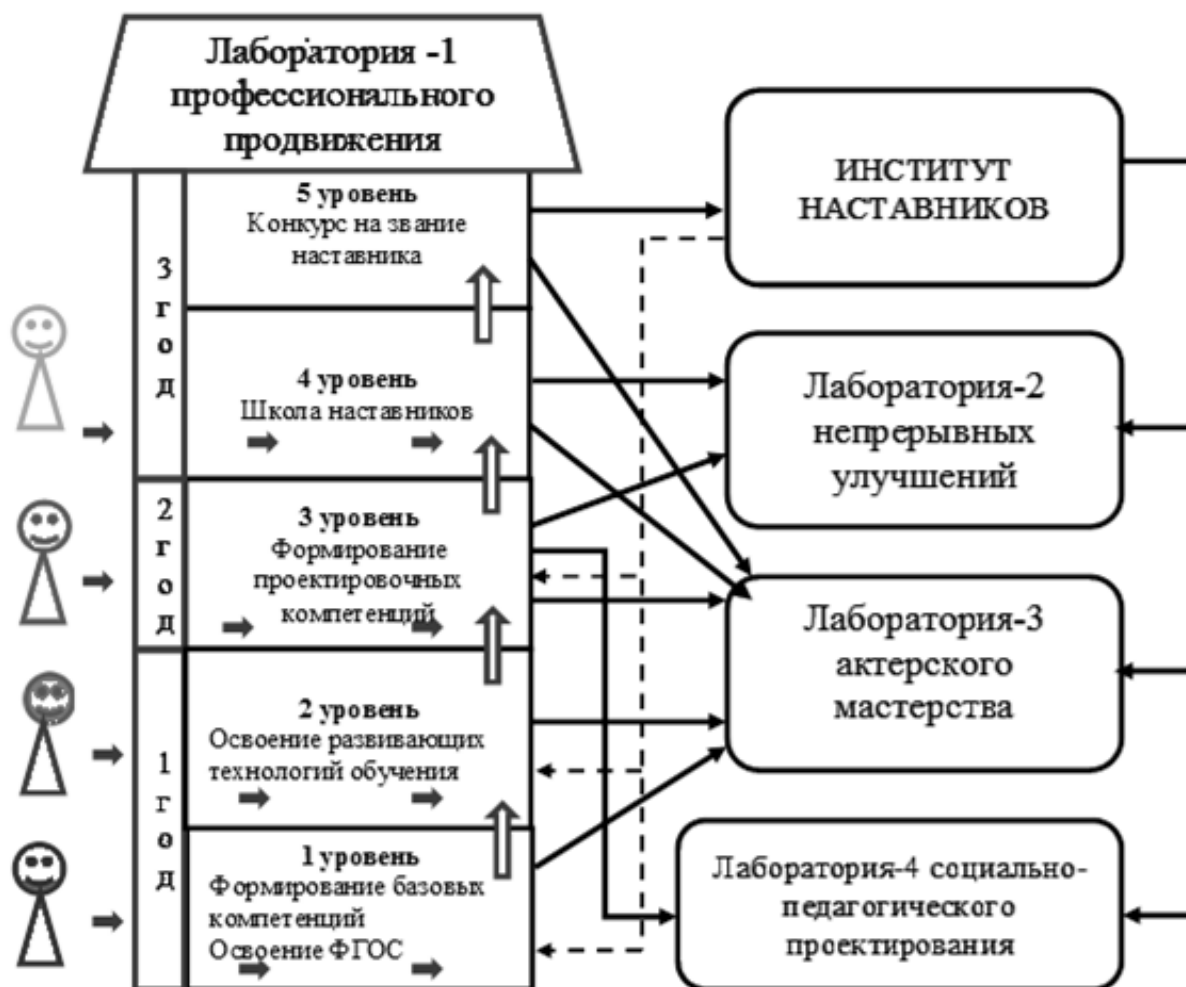 Лаборатория -1
профессионального
продвижения
3
г
о
д
5 уровень
Конкурс на звание
наставника
4 уровень
Школа наставников
2
г
о
д
3 уровень
Формирование
проектировочных
компетенций
1
г
о
д
2 уровень
Освоение развивающих
технологий обучения
1 уровень
Формирование базовых
компетенций
Освоение ФГОС
ИНСТИТУТ
НАСТАВНИКОВ
Лаборатория-2
непрерывных
улучшений
Лаборатория-3
актерского
мастерства
Лаборатория-4 социально-
педагогического
проектирования